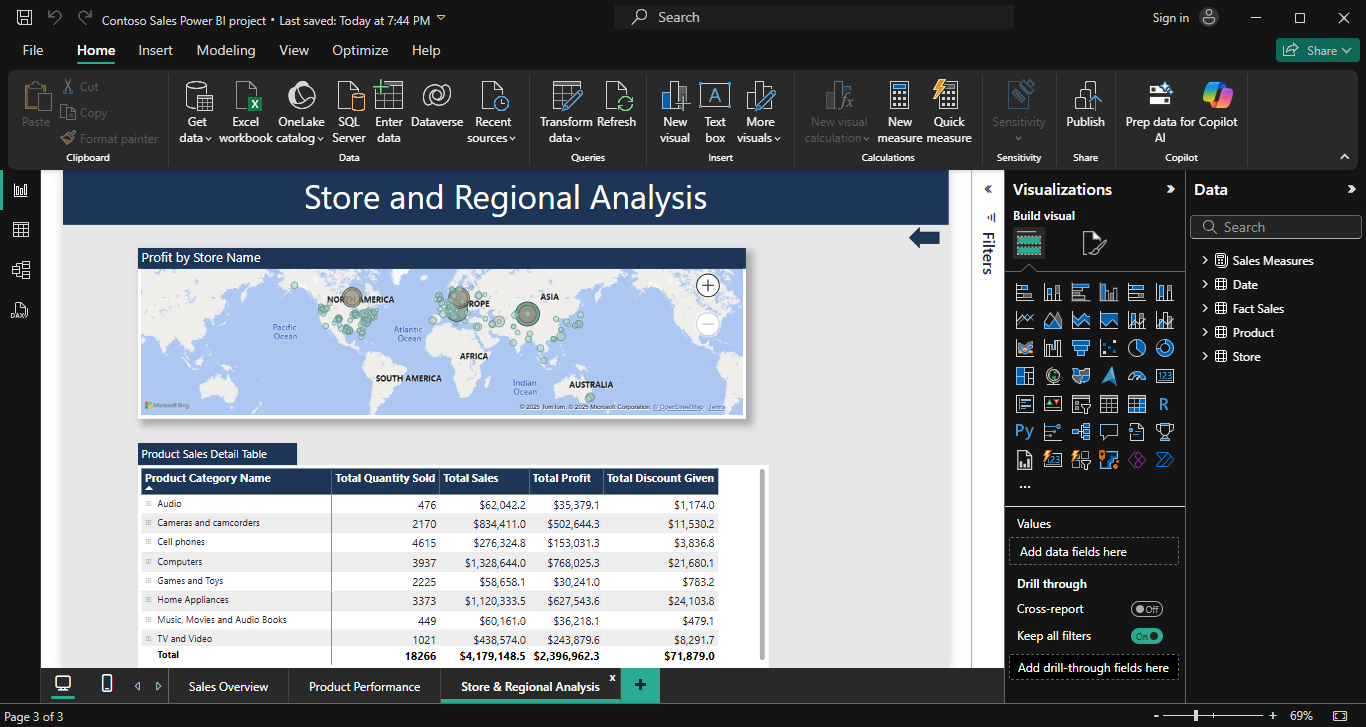 Contoso Sales Power BI project • Last saved: Today at 7:44 PM
Search
Sign in
File Home Insert Modeling View Optimize Help
Share
Paste
Cut
Copy
Format painter
Clipboard
Get data
Excel workbook
OneLake catalog
SQL Server
Enter data
Dataverse
Recent sources
Data
Transform data
Refresh
Queries
New visual
Text box
More visuals
Insert
New visual calculation
New measure
Quick measure
Calculations
Sensitivity
Sensitivity
Publish
Share
Prep data for AI
Copilot
Copilot
DAX
Store and Regional Analysis
Profit by Store Name
NORTH AMERICA
EUROPE
ASIA
Pacific Ocean
Atlantic Ocean
AFRICA
SOUTH AMERICA
Indian Ocean
AUSTRALIA
Microsoft Bing
© 2025 TomTom, © 2025 Microsoft Corporation, © OpenStreetMap Terms
Product Sales Detail Table
Product Category Name Total Quantity Sold Total Sales Total Profit Total Discount Given
Audio 476 $62,042.2 $35,379.1 $1,174.0
Cameras and camcorders 2170 $834,411.0 $502,644.3 $11,530.2
Cell phones 4615 $276,324.8 $153,031.3 $3,836.8
Computers 3937 $1,328,644.0 $768,025.3 $21,680.1
Games and Toys 2225 $58,658.1 $30,241.0 $783.2
Home Appliances 3373 $1,120,333.5 $627,543.6 $24,103.8
Music, Movies and Audio Books 449 $60,161.0 $36,218.1 $479.1
TV and Video 1021 $438,574.0 $243,879.6 $8,291.7
Total 18266 $4,179,148.5 $2,396,962.3 $71,879.0
Filters
Visualizations
Build visual
123
R
Py
123
...
Values
Add data fields here
Drill through
Cross-report Off
Keep all filters On
Add drill-through fields here
Data
Search
Sales Measures
Date
Fact Sales
Product
Store
Sales Overview Product Performance Store & Regional Analysis x +
Page 3 of 3
- + 69%